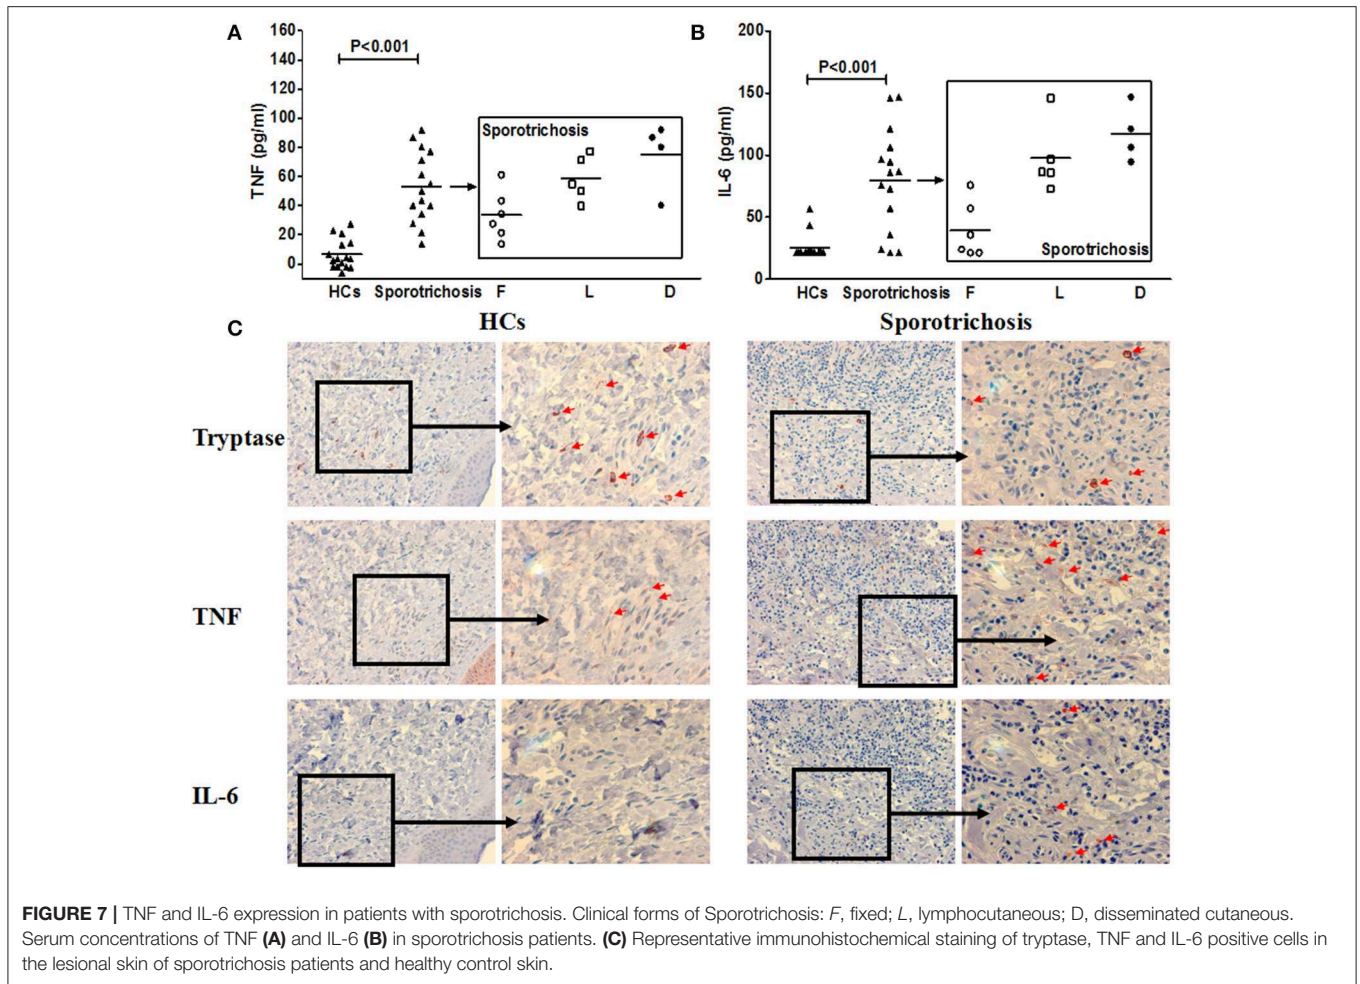 A
TNF (pg/ml)
160
140
120
100
80
60
40
20
0
P<0.001
Sporotrichosis
HCs Sporotrichosis F L D
B
IL-6 (pg/ml)
200
150
100
50
0
P<0.001
Sporotrichosis
HCs Sporotrichosis F L D
C
HCs Sporotrichosis
Tryptase
TNF
IL-6
FIGURE 7 | TNF and IL-6 expression in patients with sporotrichosis. Clinical forms of Sporotrichosis: F, fixed; L, lymphocutaneous; D, disseminated cutaneous.
Serum concentrations of TNF (A) and IL-6 (B) in sporotrichosis patients. (C) Representative immunohistochemical staining of tryptase, TNF and IL-6 positive cells in
the lesional skin of sporotrichosis patients and healthy control skin.